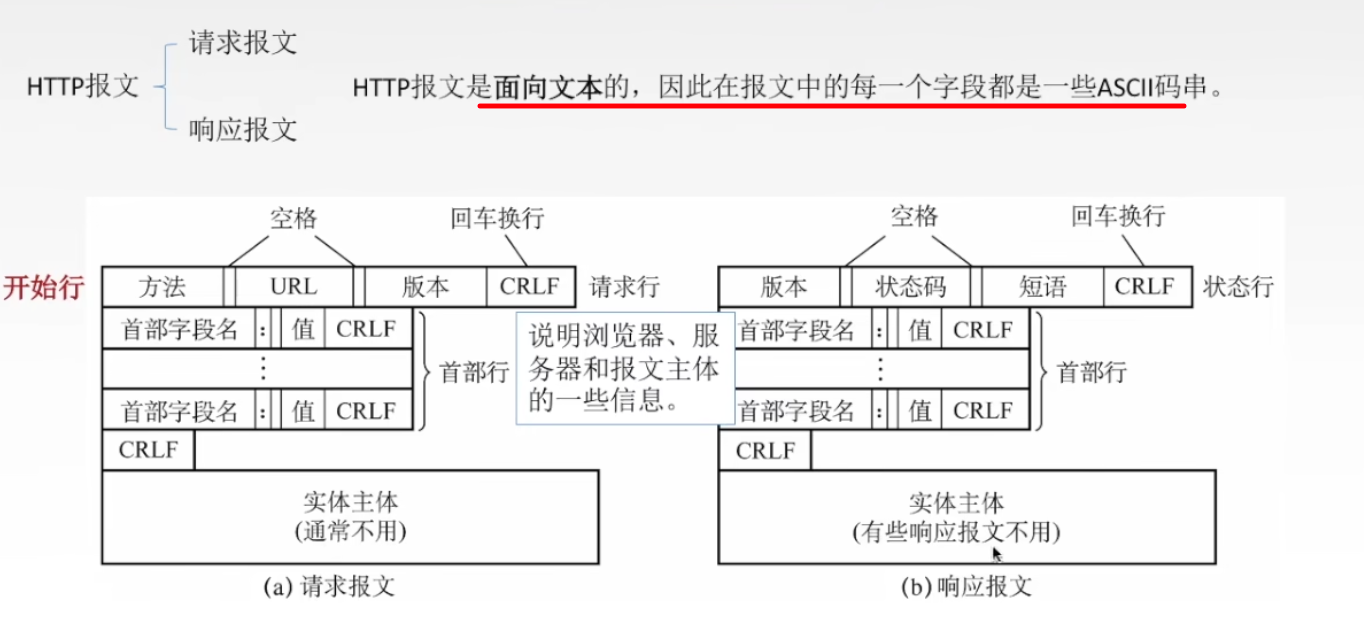 请求报文
HTTP报文
HTTP报文是面向文本的，因此在报文中的每一个字段都是一些ASCII码串。
响应报文
空格
回车换行
开始行
方法 URL 版本 CRLF 请求行
首部字段名 : 值 CRLF
⋮
首部行
首部字段名 : 值 CRLF
CRLF
实体主体
(通常不用)
(a) 请求报文
说明浏览器、服
务器和报文主体
的一些信息。
空格
回车换行
版本 状态码 短语 CRLF 状态行
首部字段名 : 值 CRLF
⋮
首部行
首部字段名 : 值 CRLF
CRLF
实体主体
(有些响应报文不用)
(b) 响应报文